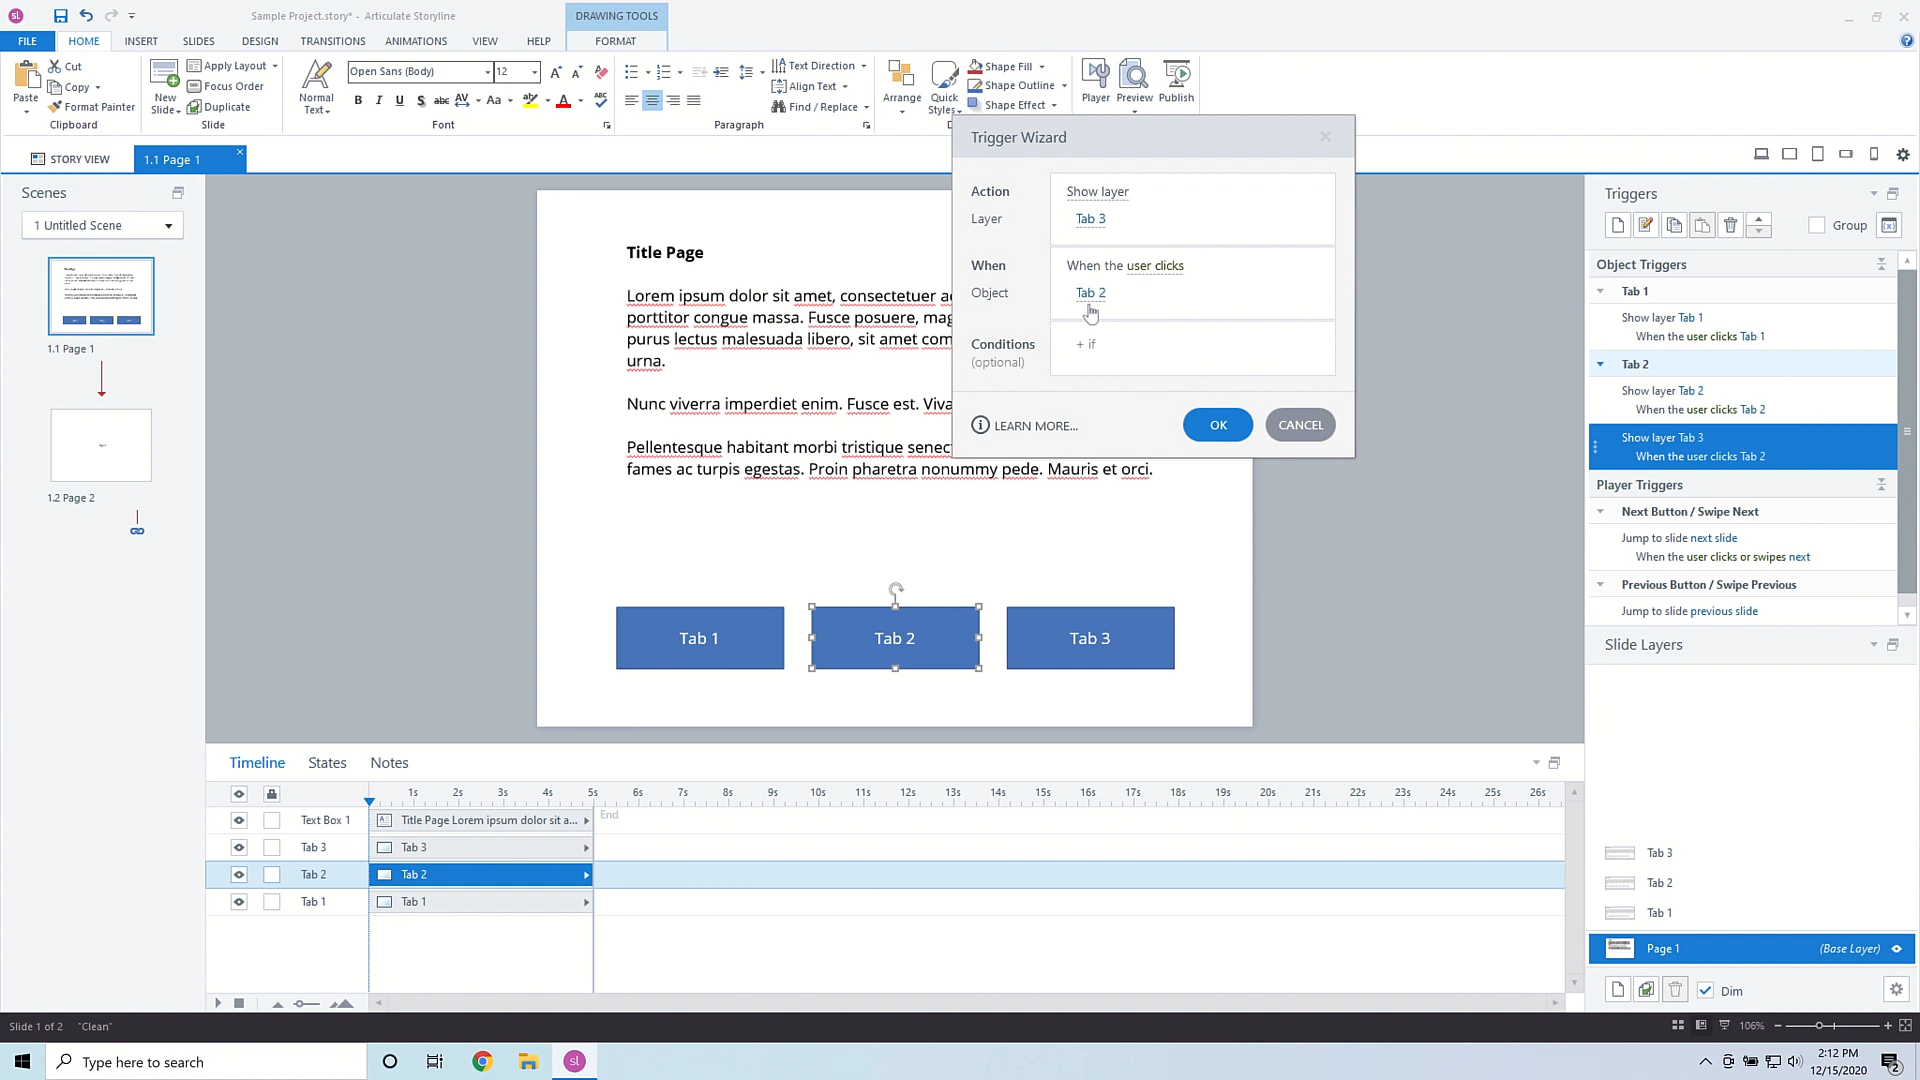 sl
Sample Project.story* - Articulate Storyline
DRAWING TOOLS
FILE
HOME
INSERT
SLIDES
DESIGN
TRANSITIONS
ANIMATIONS
VIEW
HELP
FORMAT
Paste
Cut
Copy
Format Painter
Clipboard
New Slide
Apply Layout
Focus Order
Duplicate
Slide
Normal Text
Open Sans (Body)
12
B I U S abc AV Aa A ABC
Font
Text Direction
Align Text
Find / Replace
Paragraph
Arrange
Quick Styles
Shape Fill
Shape Outline
Shape Effect
Player
Preview
Publish
STORY VIEW
1.1 Page 1
Scenes
1 Untitled Scene
1.1 Page 1
1.2 Page 2
Title Page
Lorem ipsum dolor sit amet, consectetuer
porttitor congue massa. Fusce posuere,
purus lectus malesuada libero, sit amet
urna.
Nunc viverra imperdiet enim. Fusce est.
Pellentesque habitant morbi tristique
fames ac turpis egestas. Proin pharetra nonummy pede. Mauris et orci.
Tab 1
Tab 2
Tab 3
Trigger Wizard
Action
Show layer
Layer
Tab 3
When
When the user clicks
Object
Tab 2
Conditions
(optional)
+ if
LEARN MORE...
OK
CANCEL
Triggers
Group
Object Triggers
Tab 1
Show layer Tab 1
When the user clicks Tab 1
Tab 2
Show layer Tab 2
When the user clicks Tab 2
Show layer Tab 3
When the user clicks Tab 2
Player Triggers
Next Button / Swipe Next
Jump to slide next slide
When the user clicks or swipes next
Previous Button / Swipe Previous
Jump to slide previous slide
Slide Layers
Tab 3
Tab 2
Tab 1
Page 1
(Base Layer)
Dim
Timeline
States
Notes
1s 2s 3s 4s 5s 6s 7s 8s 9s 10s 11s 12s 13s 14s 15s 16s 17s 18s 19s 20s 21s 22s 23s 24s 25s 26s
Text Box 1
Title Page Lorem ipsum dolor sit a...
End
Tab 3
Tab 3
Tab 2
Tab 2
Tab 1
Tab 1
Slide 1 of 2
"Clean"
106%
Type here to search
sl
2:12 PM
12/15/2020
2